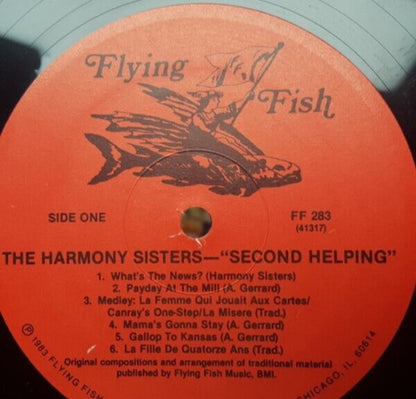 Flying Fish
SIDE ONE
FF 283
(41317)
THE HARMONY SISTERS—"SECOND HELPING"
1. What's The News? (Harmony Sisters)
2. Payday At The Mill (A. Gerrard)
3. Medley: La Femme Qui Jouait Aux Cartes/
Canray's One-Step/La Misere (Trad.)
4. Mama's Gonna Stay (A. Gerrard)
5. Gallop To Kansas (A. Gerrard)
6. La Fille De Quatorze Ans (Trad.)
Original compositions and arrangement of traditional material
published by Flying Fish Music, BMI.
℗ 1983 FLYING FISH CHICAGO, IL. 60614